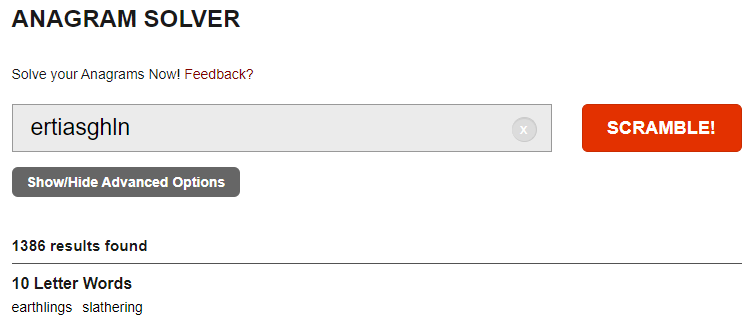 ANAGRAM SOLVER
Solve your Anagrams Now! Feedback?
ertiasghln
x
SCRAMBLE!
Show/Hide Advanced Options
1386 results found
10 Letter Words
earthlings slathering